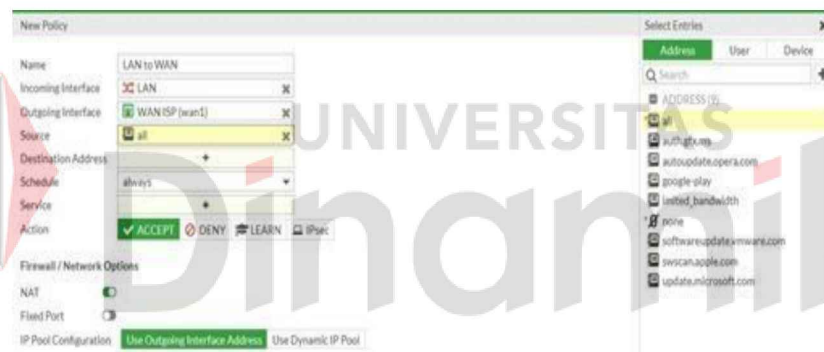 New Policy
Name LAN to WAN
Incoming Interface LAN
Outgoing Interface WAN ISP (wan1)
Source all
Destination Address +
Schedule always
Service +
Action ACCEPT DENY LEARN IPsec
Firewall / Network Options
NAT
Fixed Port
IP Pool Configuration Use Outgoing Interface Address Use Dynamic IP Pool
Select Entries
Address User Device
Search
ADDRESS (9)
all
auth.gfx.ms
autoupdate.opera.com
google-play
limited_bandwidth
none
softwareupdate.vmware.com
swscan.apple.com
update.microsoft.com
UNIVERSITAS